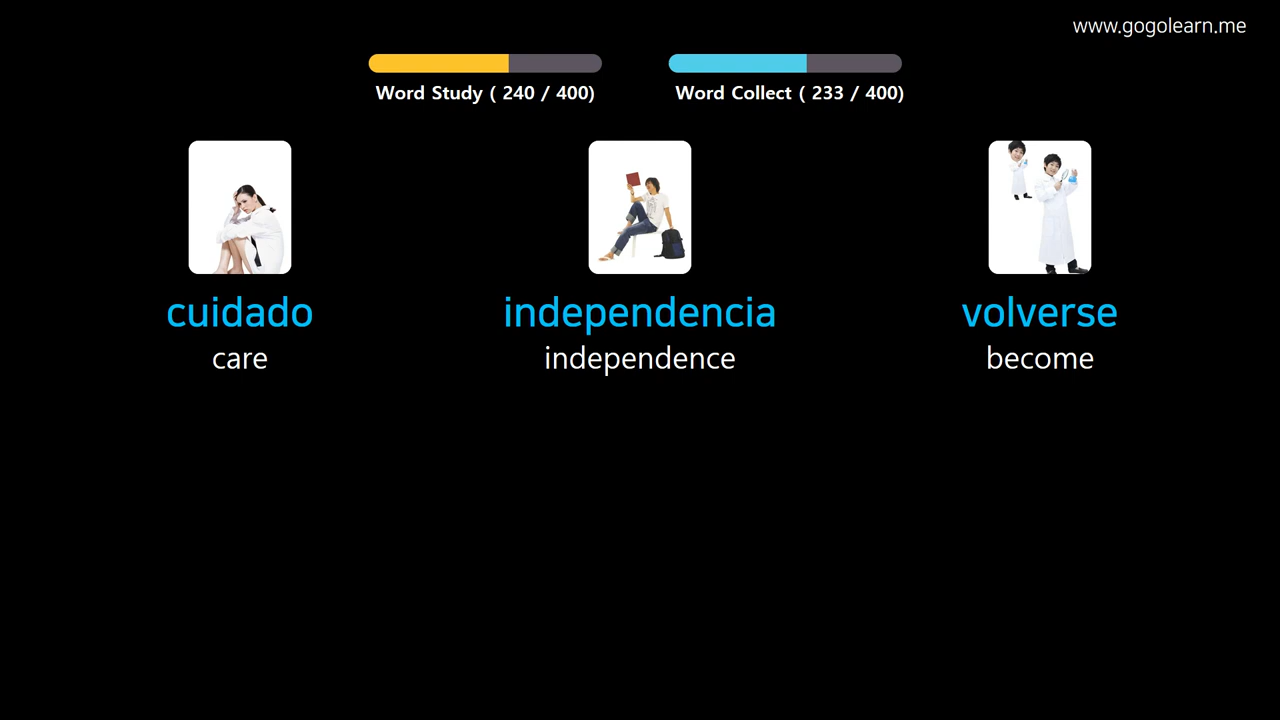 www.gogolearn.me
Word Study ( 240 / 400)
Word Collect ( 233 / 400)
cuidado
independencia
volverse
care
independence
become